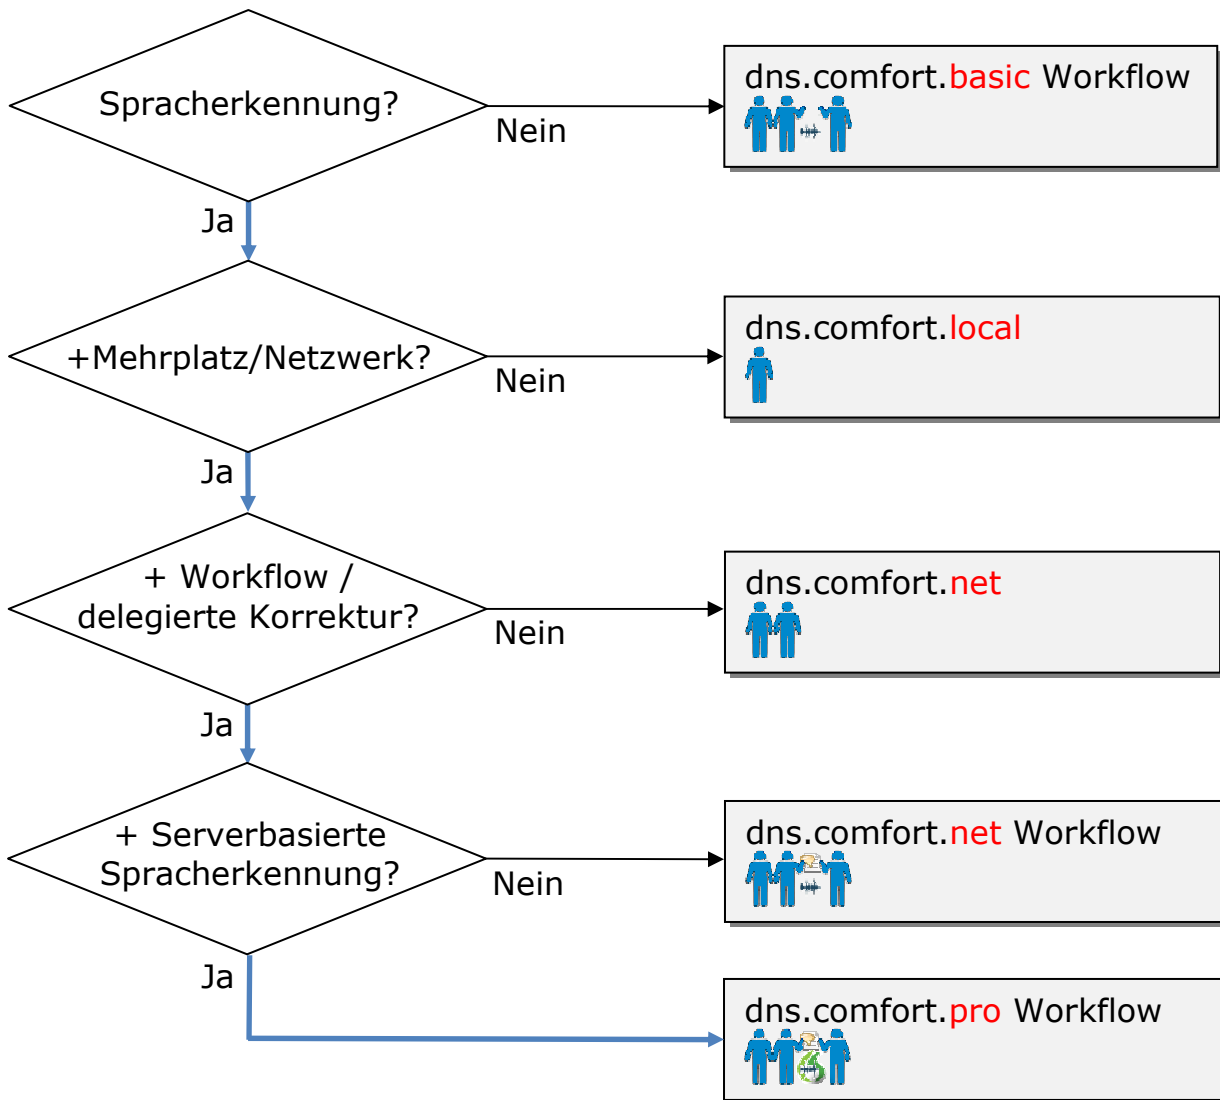 Spracherkennung?
Nein
dns.comfort.basic Workflow
Ja
+Mehrplatz/Netzwerk?
Nein
dns.comfort.local
Ja
+ Workflow /
delegierte Korrektur?
Nein
dns.comfort.net
Ja
+ Serverbasierte
Spracherkennung?
Nein
dns.comfort.net Workflow
Ja
dns.comfort.pro Workflow